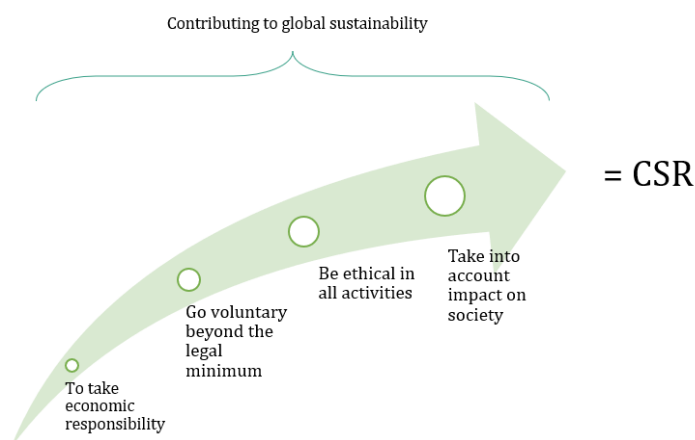 Contributing to global sustainability
= CSR
Take into
account
impact on
society
Be ethical in
all activities
Go voluntary
beyond the
legal
minimum
To take
economic
responsibility